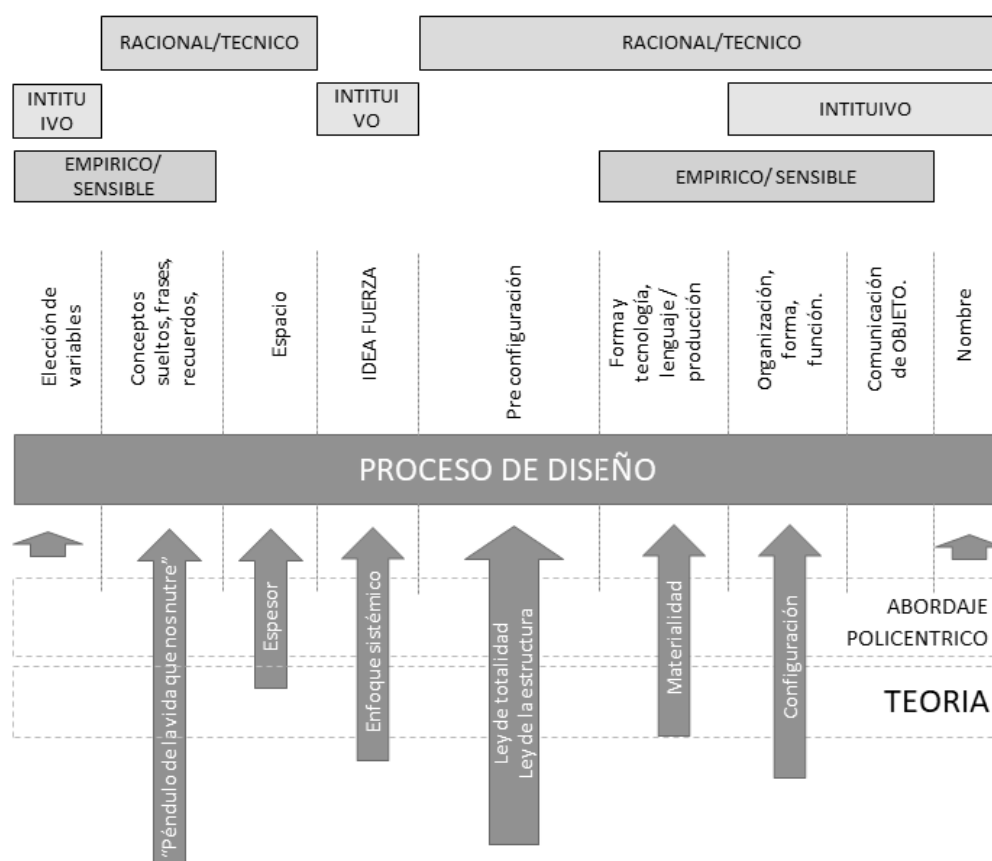 RACIONAL/TECNICO
RACIONAL/TECNICO
INTITU
IVO
INTITUI
VO
INTITUIVO
EMPIRICO/
SENSIBLE
EMPIRICO/ SENSIBLE
Elección de
variables
Conceptos
sueltos, frases,
recuerdos,
Espacio
IDEA FUERZA
Pre configuración
Forma y
tecnología,
lenguaje /
producción
Organización,
forma,
función.
Comunicación
de OBJETO.
Nombre
PROCESO DE DISEÑO
"Péndulo de la vida que nos nutre"
Espesor
Enfoque sistémico
Ley de totalidad
Ley de la estructura
Materialidad
Configuración
ABORDAJE
POLICENTRICO
TEORIA